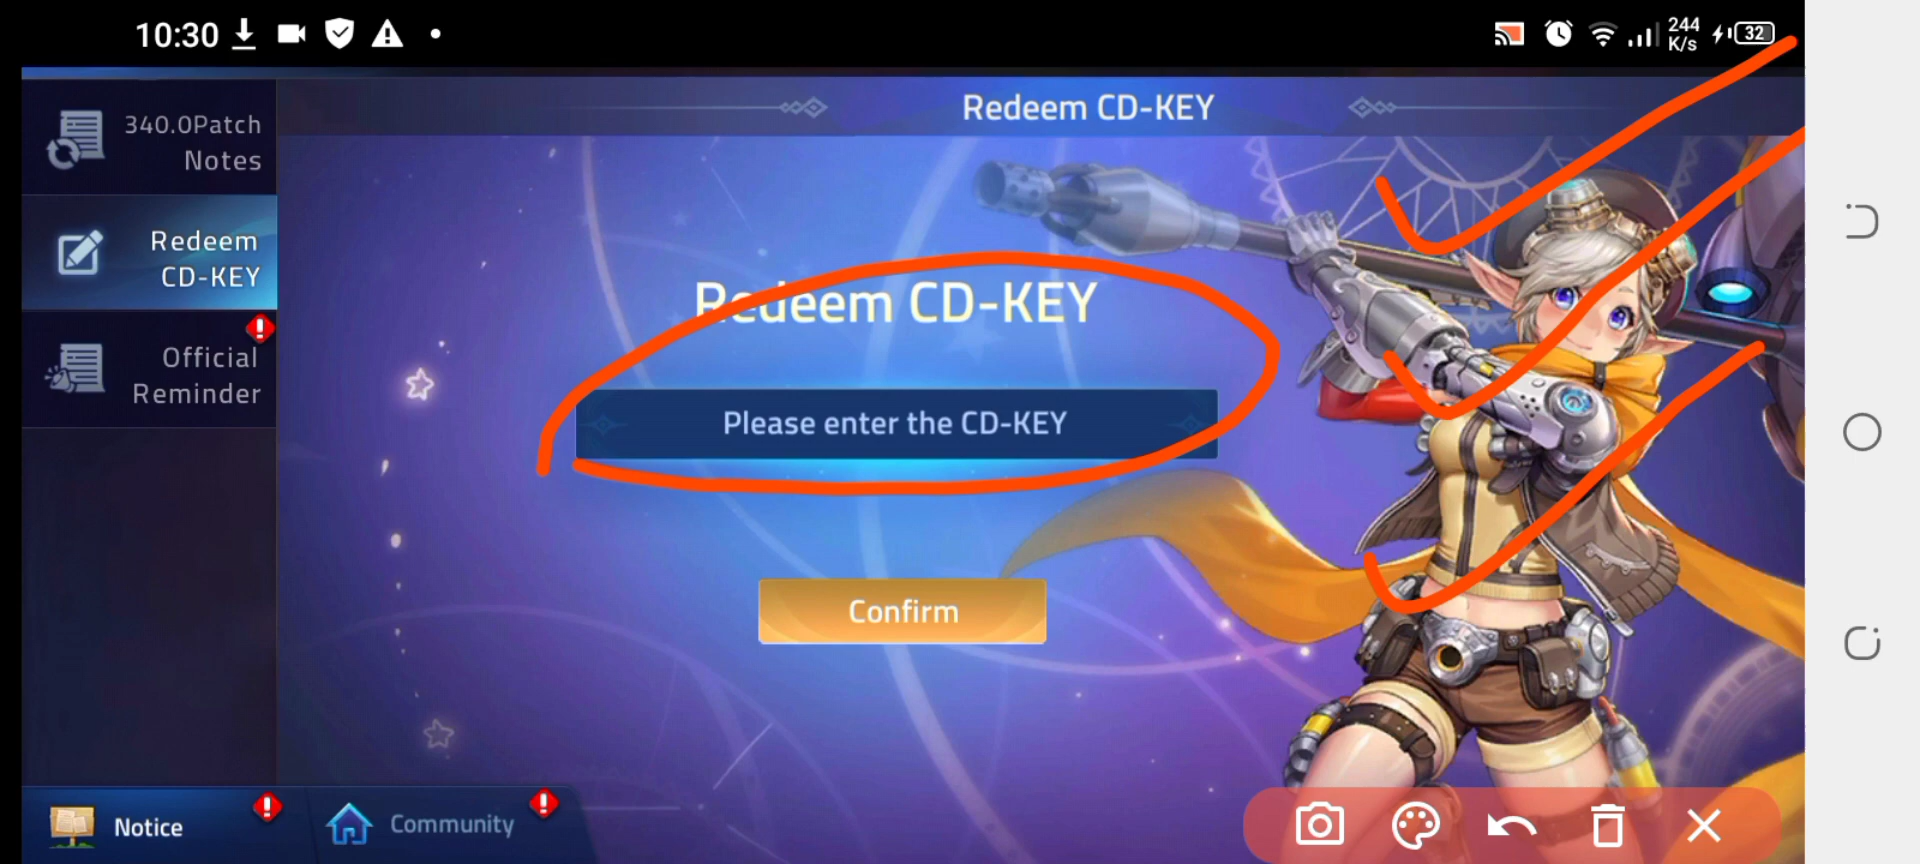 10:30
244
K/s
32
Redeem CD-KEY
340.0Patch
Notes
Redeem
CD-KEY
Official
Reminder
Redeem CD-KEY
Please enter the CD-KEY
Confirm
Notice
Community